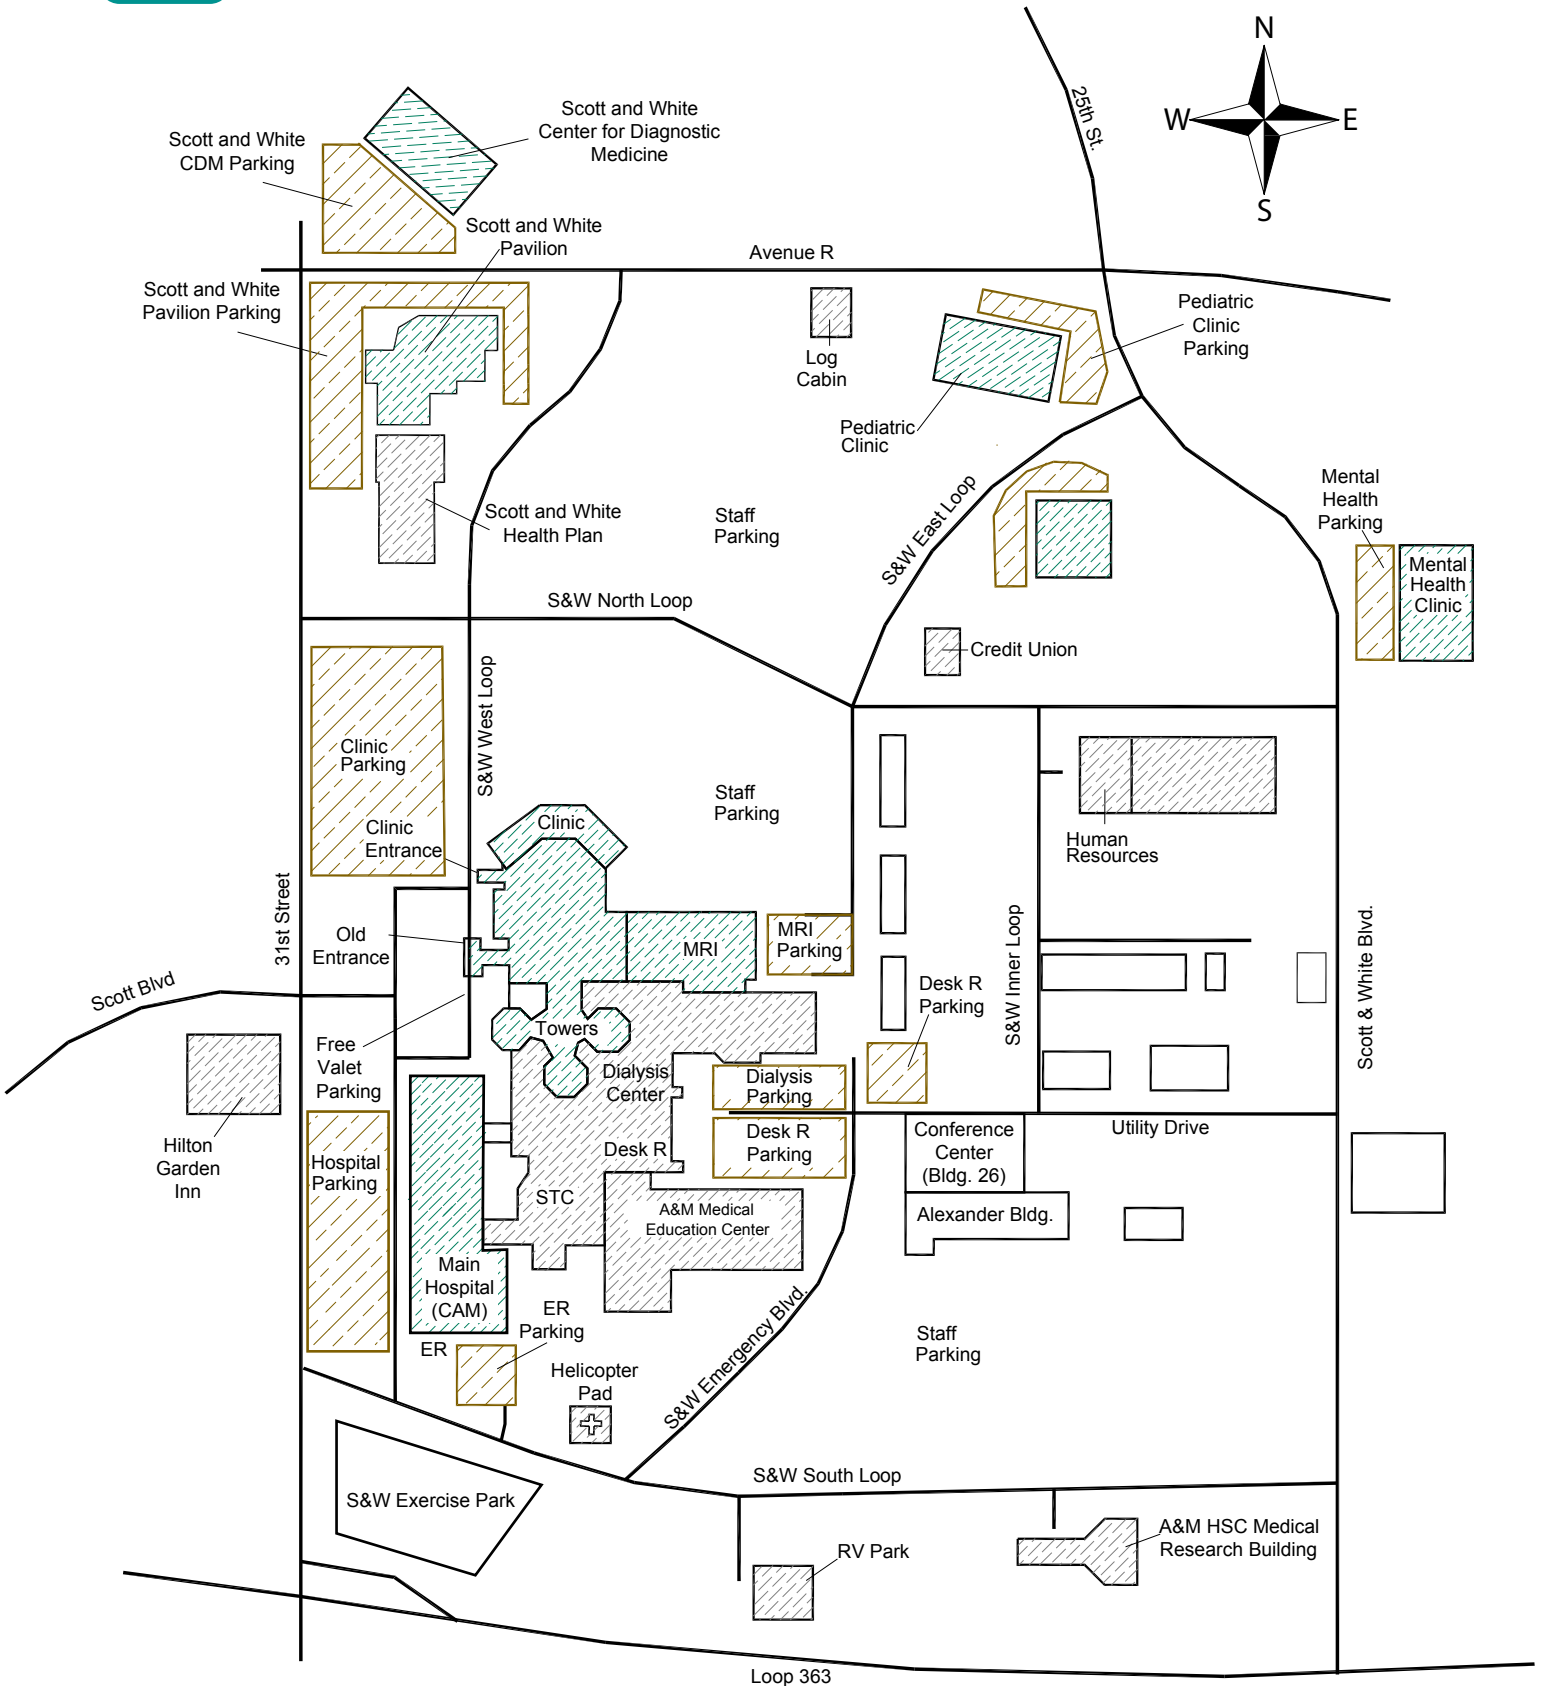 N
W
E
S
25th St.
Scott and White
Center for Diagnostic
Medicine
Scott and White
CDM Parking
Scott and White
Pavilion
Avenue R
Scott and White
Pavilion Parking
Pediatric
Clinic
Parking
Log
Cabin
Pediatric
Clinic
Mental
Health
Parking
Scott and White
Health Plan
Staff
Parking
S&W East Loop
Mental
Health
Clinic
S&W North Loop
Credit Union
S&W West Loop
Clinic
Parking
Staff
Parking
Clinic
Clinic
Entrance
Human
Resources
31st Street
Old
Entrance
MRI
MRI
Parking
S&W Inner Loop
Scott & White Blvd.
Scott Blvd
Desk R
Parking
Free
Valet
Parking
Towers
Dialysis
Center
Dialysis
Parking
Utility Drive
Hilton
Garden
Inn
Hospital
Parking
Desk R
Desk R
Parking
Conference
Center
(Bldg. 26)
STC
A&M Medical
Education Center
Alexander Bldg.
Main
Hospital
(CAM)
ER
Parking
ER
S&W Emergency Blvd.
Staff
Parking
Helicopter
Pad
S&W South Loop
S&W Exercise Park
A&M HSC Medical
Research Building
RV Park
Loop 363